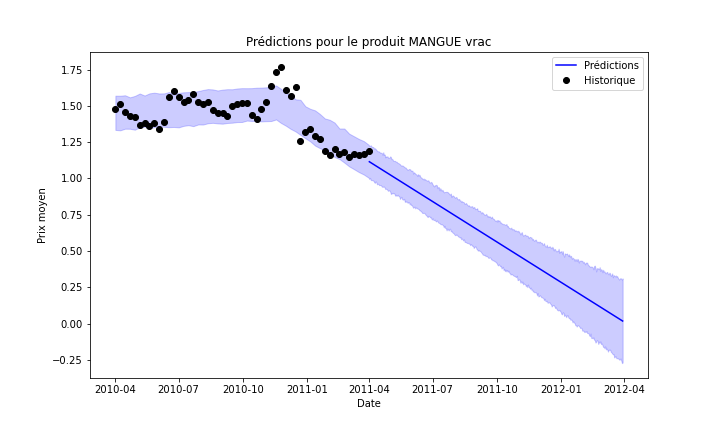 Prédictions pour le produit MANGUE vrac
Prédictions
Historique
Prix moyen
1.75
1.50
1.25
1.00
0.75
0.50
0.25
0.00
−0.25
2010-04 2010-07 2010-10 2011-01 2011-04 2011-07 2011-10 2012-01 2012-04
Date